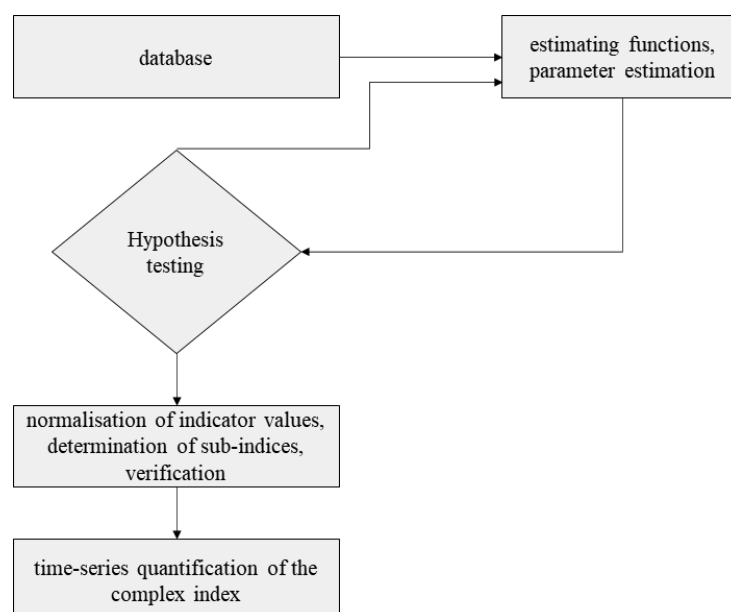 database
estimating functions,
parameter estimation
Hypothesis
testing
normalisation of indicator values,
determination of sub-indices,
verification
time-series quantification of the
complex index